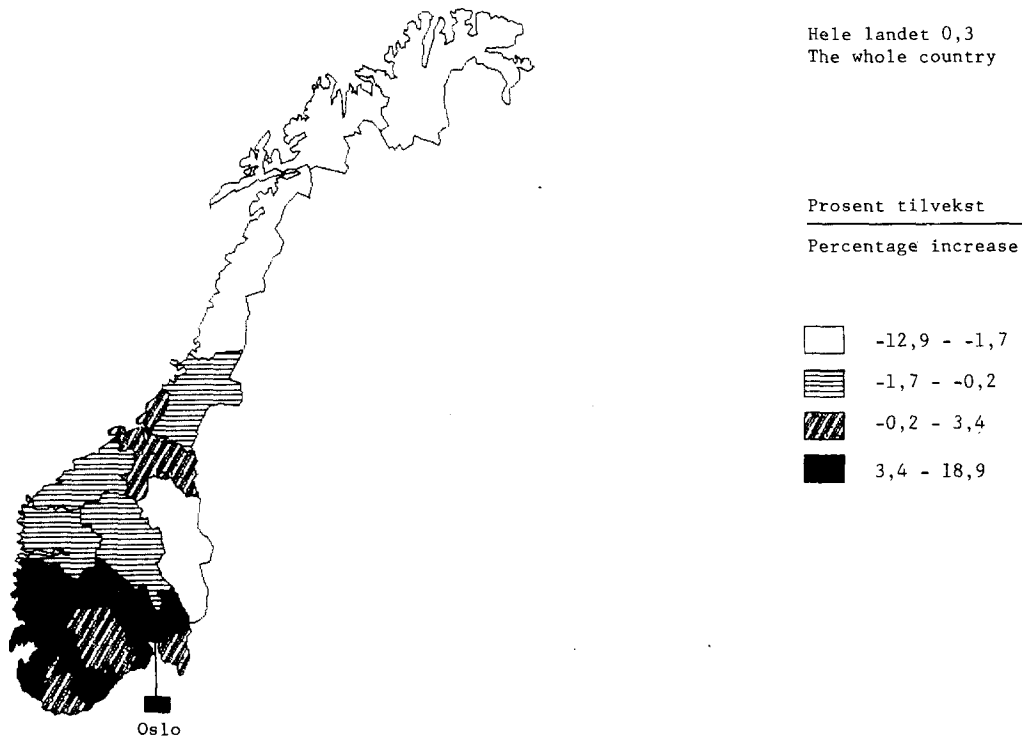 Hele landet 0,3
The whole country
Prosent tilvekst
Percentage increase
-12,9 - -1,7
-1,7 - -0,2
-0,2 - 3,4
3,4 - 18,9
Oslo